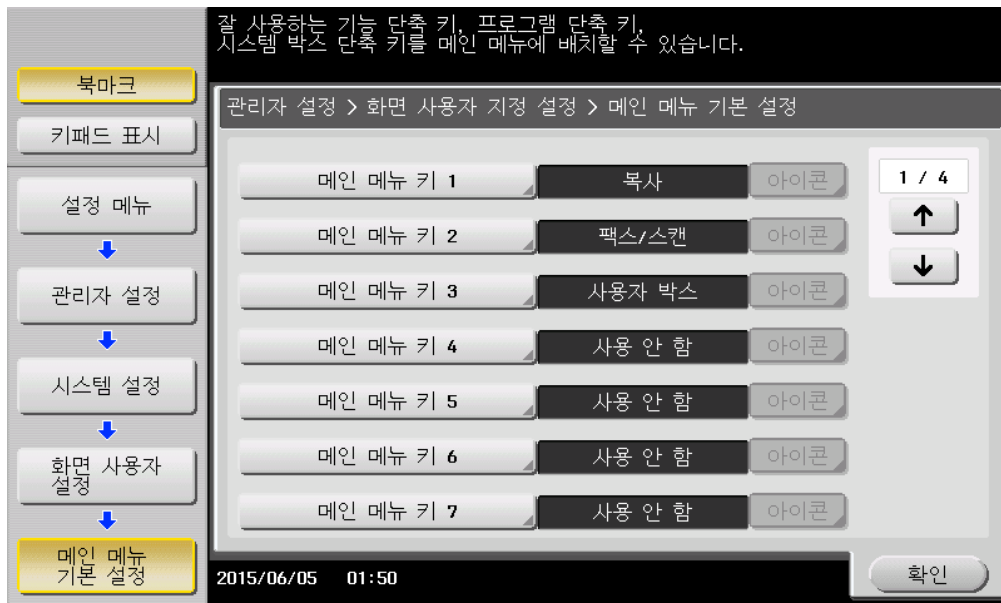 잘 사용하는 기능 단축 키, 프로그램 단축 키,
시스템 박스 단축 키를 메인 메뉴에 배치할 수 있습니다.
북마크
키패드 표시
설정 메뉴
관리자 설정
시스템 설정
화면 사용자
설정
메인 메뉴
기본 설정
관리자 설정 > 화면 사용자 지정 설정 > 메인 메뉴 기본 설정
메인 메뉴 키 1 복사 아이콘
메인 메뉴 키 2 팩스/스캔 아이콘
메인 메뉴 키 3 사용자 박스 아이콘
메인 메뉴 키 4 사용 안 함 아이콘
메인 메뉴 키 5 사용 안 함 아이콘
메인 메뉴 키 6 사용 안 함 아이콘
메인 메뉴 키 7 사용 안 함 아이콘
1 / 4
2015/06/05 01:50
확인